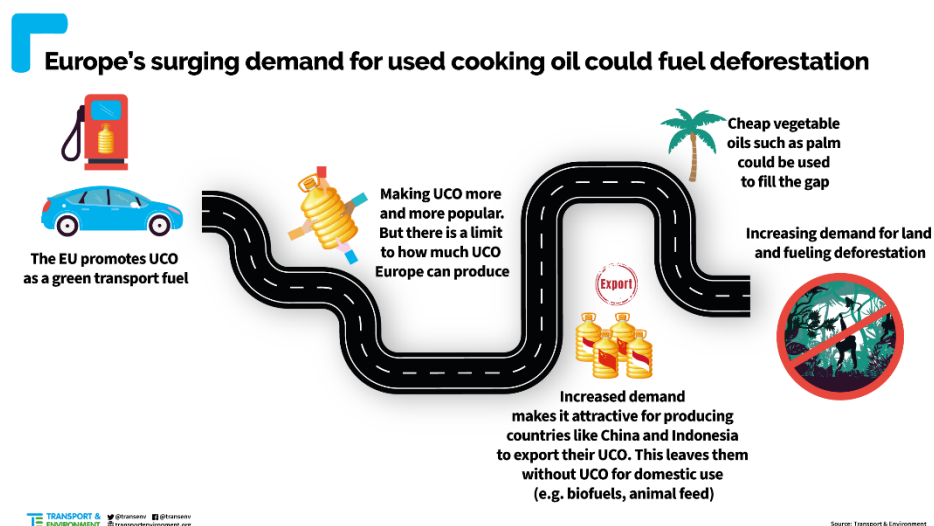 Europe's surging demand for used cooking oil could fuel deforestation
The EU promotes UCO
as a green transport fuel
Making UCO more
and more popular.
But there is a limit
to how much UCO
Europe can produce
Export
Increased demand
makes it attractive for producing
countries like China and Indonesia
to export their UCO. This leaves them
without UCO for domestic use
(e.g. biofuels, animal feed)
Cheap vegetable
oils such as palm
could be used
to fill the gap
Increasing demand for land
and fueling deforestation
TRANSPORT &
ENVIRONMENT
@transenv @transenv
transportenvironment.org
Source: Transport & Environment